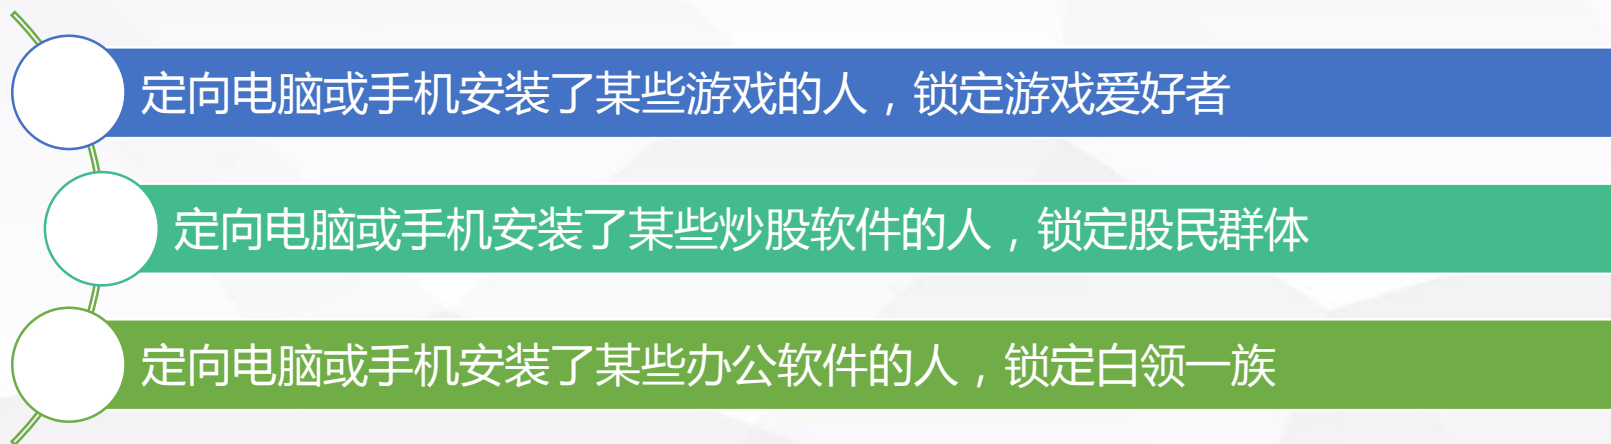 定向电脑或手机安装了某些游戏的人，锁定游戏爱好者
定向电脑或手机安装了某些炒股软件的人，锁定股民群体
定向电脑或手机安装了某些办公软件的人，锁定白领一族